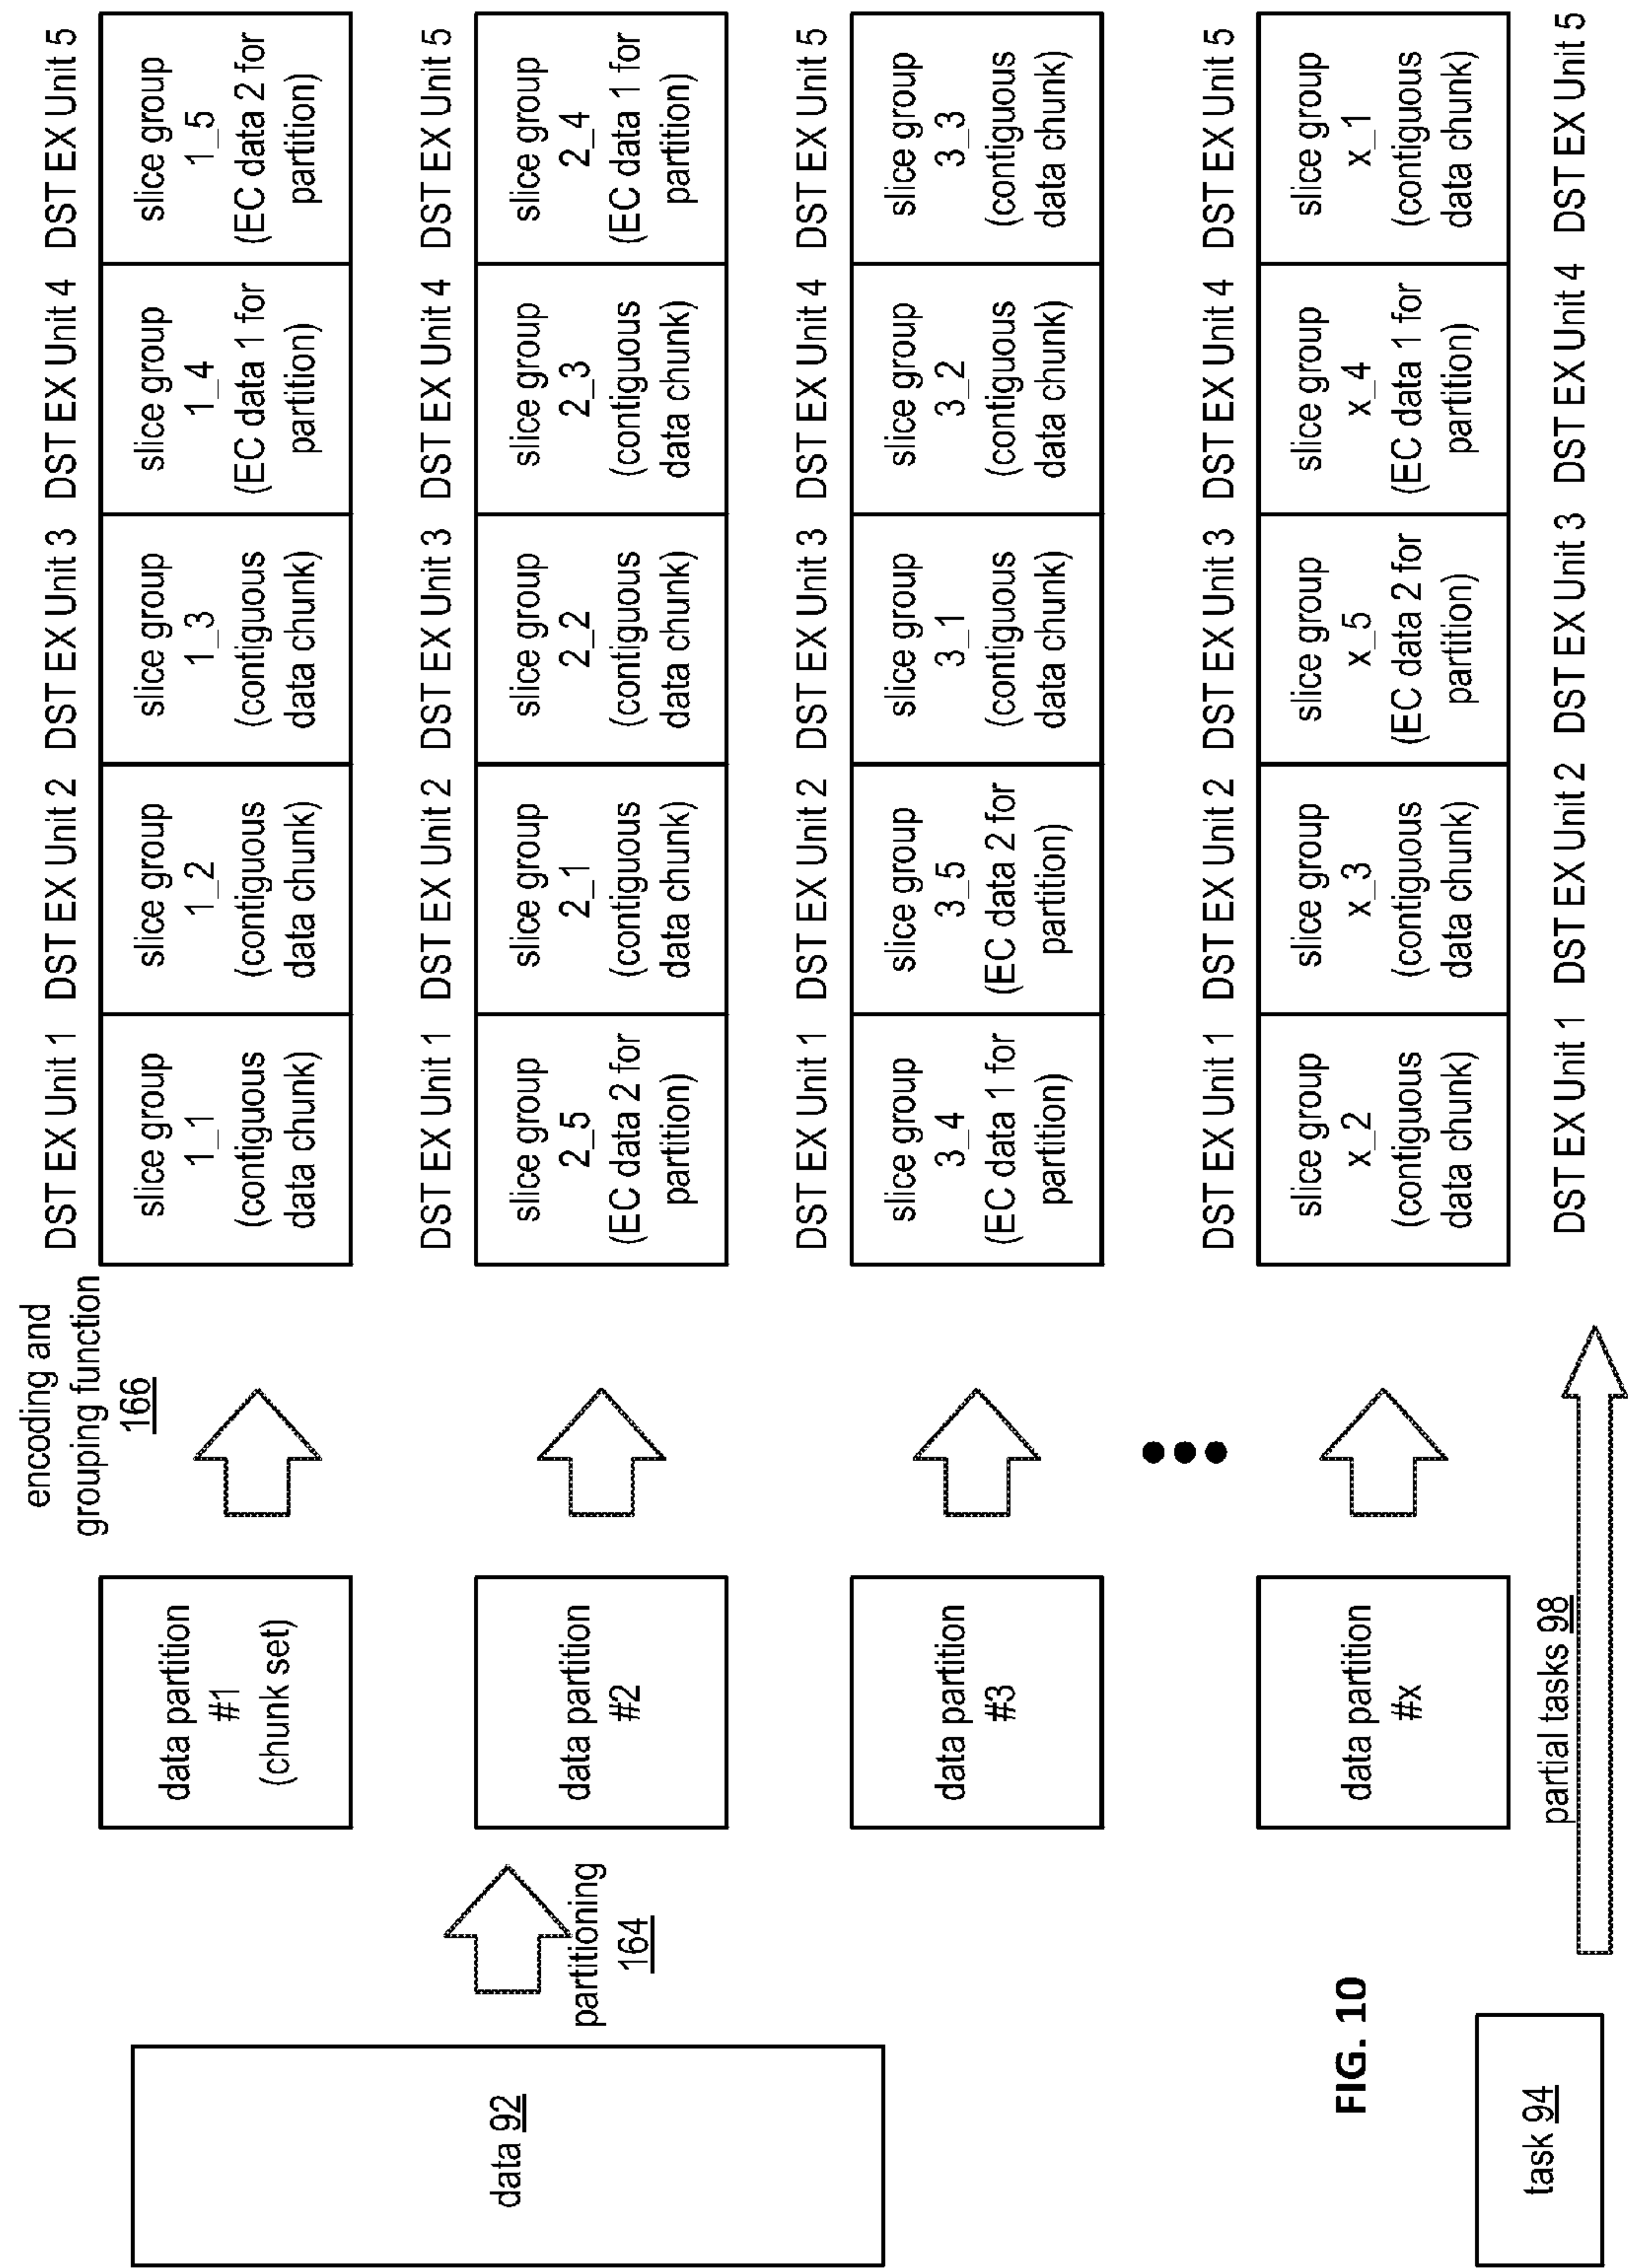 encoding and
grouping function
166
DST EX Unit 1 DST EX Unit 2 DST EX Unit 3 DST EX Unit 4 DST EX Unit 5
data partition
#1
(chunk set)
slice group
1_1
(contiguous
data chunk)
slice group
1_2
(contiguous
data chunk)
slice group
1_3
(contiguous
data chunk)
slice group
1_4
(EC data 1 for
partition)
slice group
1_5
(EC data 2 for
partition)
data 92
partitioning
164
DST EX Unit 1 DST EX Unit 2 DST EX Unit 3 DST EX Unit 4 DST EX Unit 5
data partition
#2
slice group
2_5
(EC data 2 for
partition)
slice group
2_1
(contiguous
data chunk)
slice group
2_2
(contiguous
data chunk)
slice group
2_3
(contiguous
data chunk)
slice group
2_4
(EC data 1 for
partition)
DST EX Unit 1 DST EX Unit 2 DST EX Unit 3 DST EX Unit 4 DST EX Unit 5
data partition
#3
slice group
3_4
(EC data 1 for
partition)
slice group
3_5
(EC data 2 for
partition)
slice group
3_1
(contiguous
data chunk)
slice group
3_2
(contiguous
data chunk)
slice group
3_3
(contiguous
data chunk)
DST EX Unit 1 DST EX Unit 2 DST EX Unit 3 DST EX Unit 4 DST EX Unit 5
data partition
#x
slice group
x_2
(contiguous
data chunk)
slice group
x_3
(contiguous
data chunk)
slice group
x_5
(EC data 2 for
partition)
slice group
x_4
(EC data 1 for
partition)
slice group
x_1
(contiguous
data chunk)
FIG. 10
task 94
partial tasks 98
DST EX Unit 1 DST EX Unit 2 DST EX Unit 3 DST EX Unit 4 DST EX Unit 5